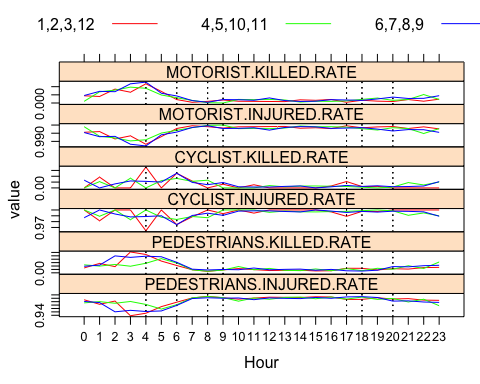 1,2,3,12 4,5,10,11 6,7,8,9
MOTORIST.KILLED.RATE
0.000
MOTORIST.INJURED.RATE
0.990
CYCLIST.KILLED.RATE
0.00
CYCLIST.INJURED.RATE
0.97
PEDESTRIANS.KILLED.RATE
0.00
PEDESTRIANS.INJURED.RATE
0.94
value
0 1 2 3 4 5 6 7 8 9 10 11 12 13 14 15 16 17 18 19 20 21 22 23
Hour